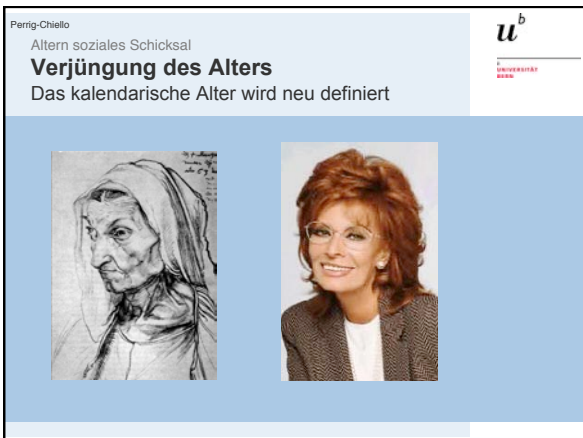 Perrig-Chiello
Altern soziales Schicksal
Verjüngung des Alters
Das kalendarische Alter wird neu definiert
u^b
b
UNIVERSITÄT
BERN